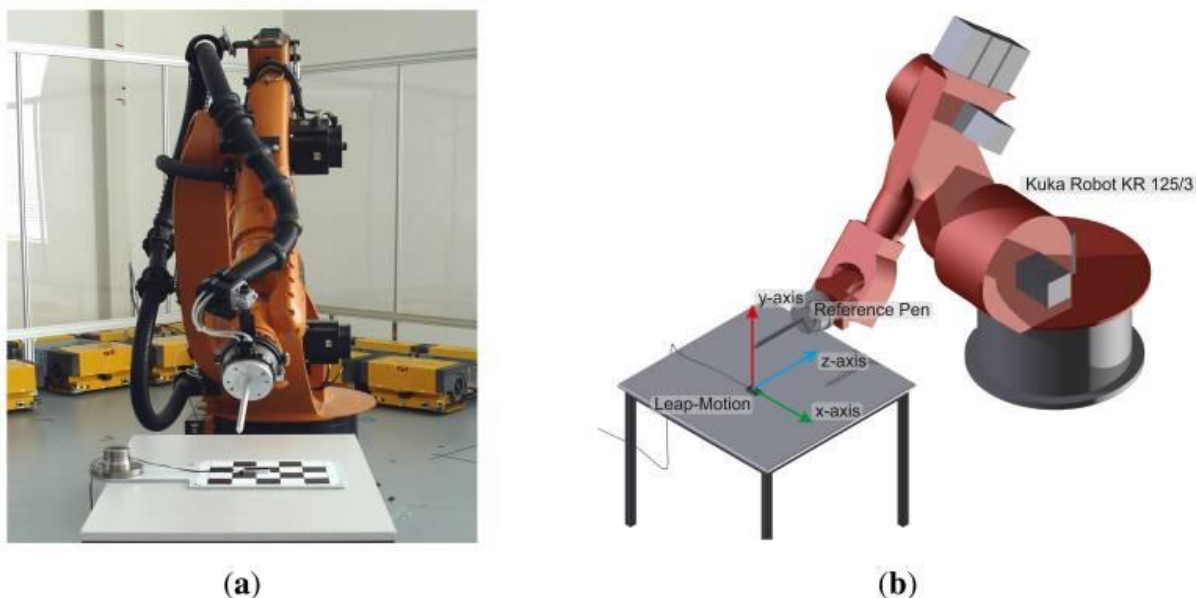 Kuka Robot KR 125/3
y-axis
Reference Pen
z-axis
Leap-Motion
x-axis
(a)
(b)